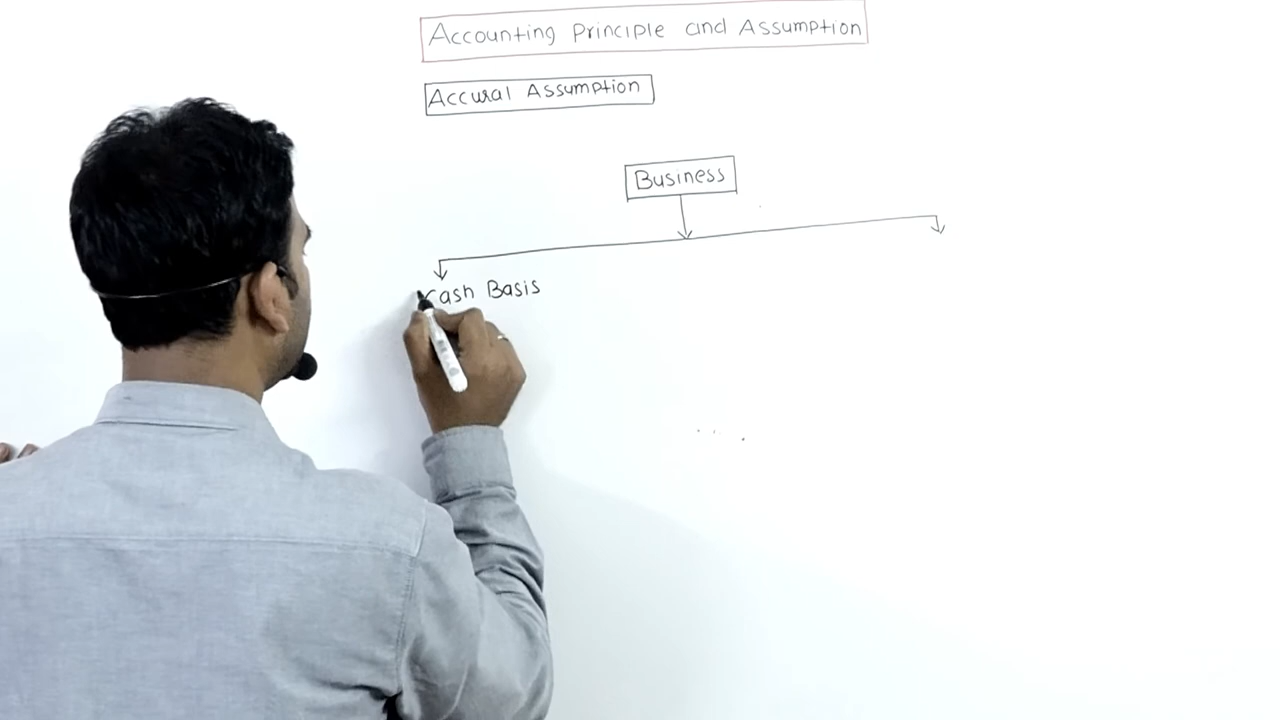 Accounting Principle and Assumption
Accural Assumption
Business
Cash Basis